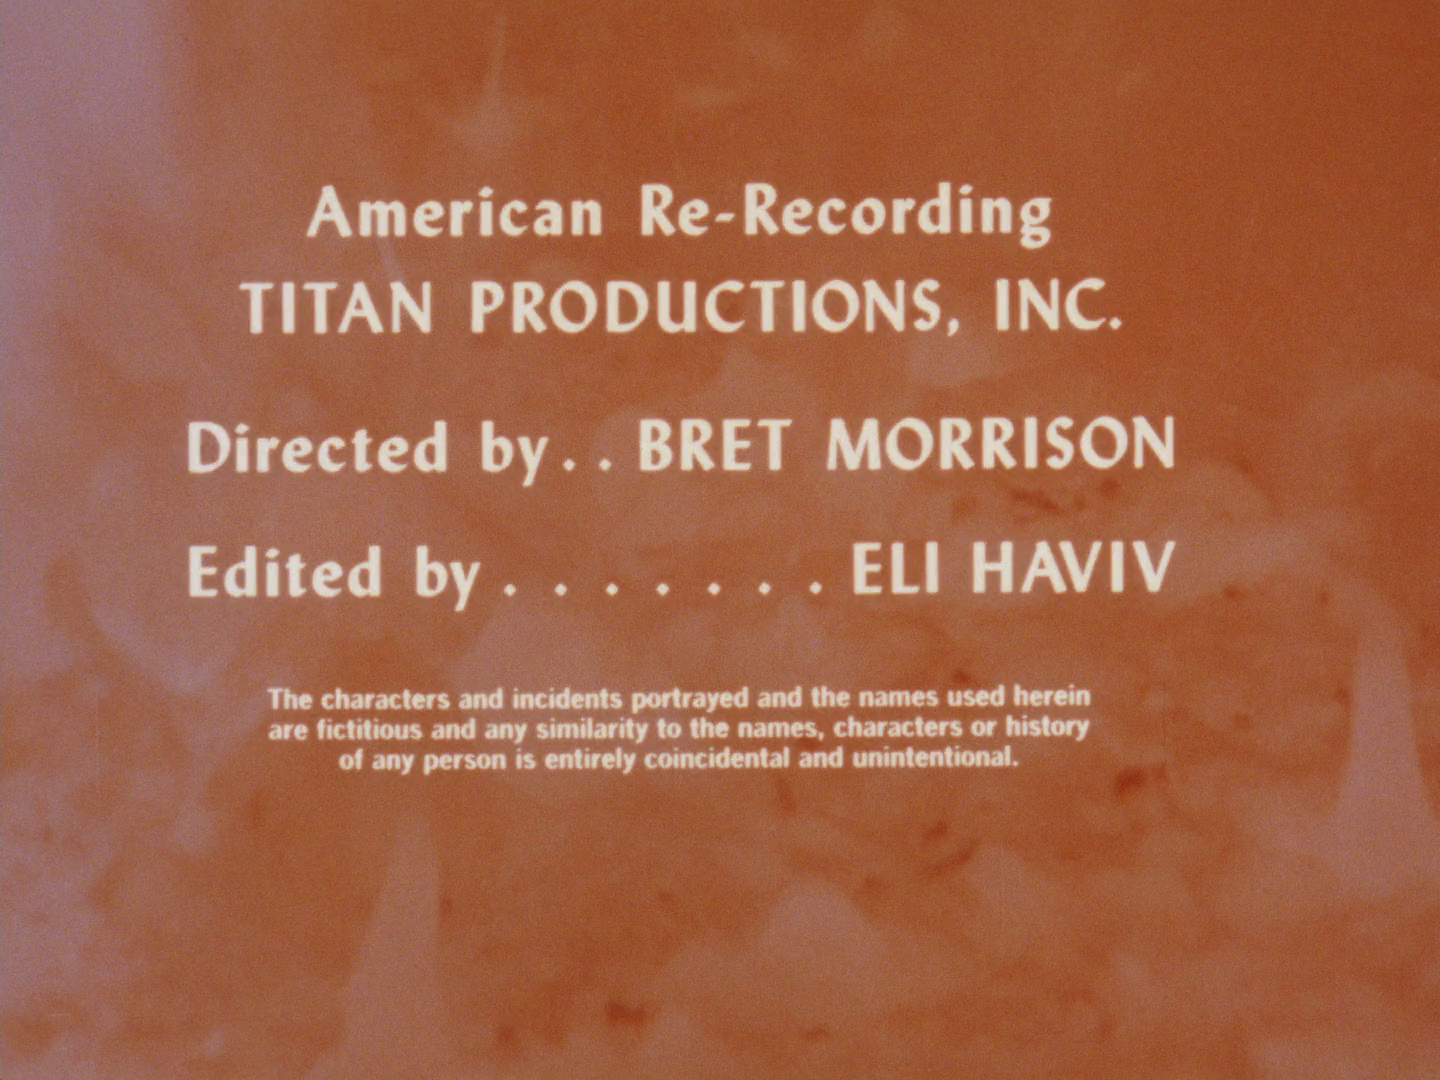 American Re-Recording
TITAN PRODUCTIONS, INC.
Directed by . . BRET MORRISON
Edited by . . . . . . . ELI HAVIV
The characters and incidents portrayed and the names used herein
are fictitious and any similarity to the names, characters or history
of any person is entirely coincidental and unintentional.